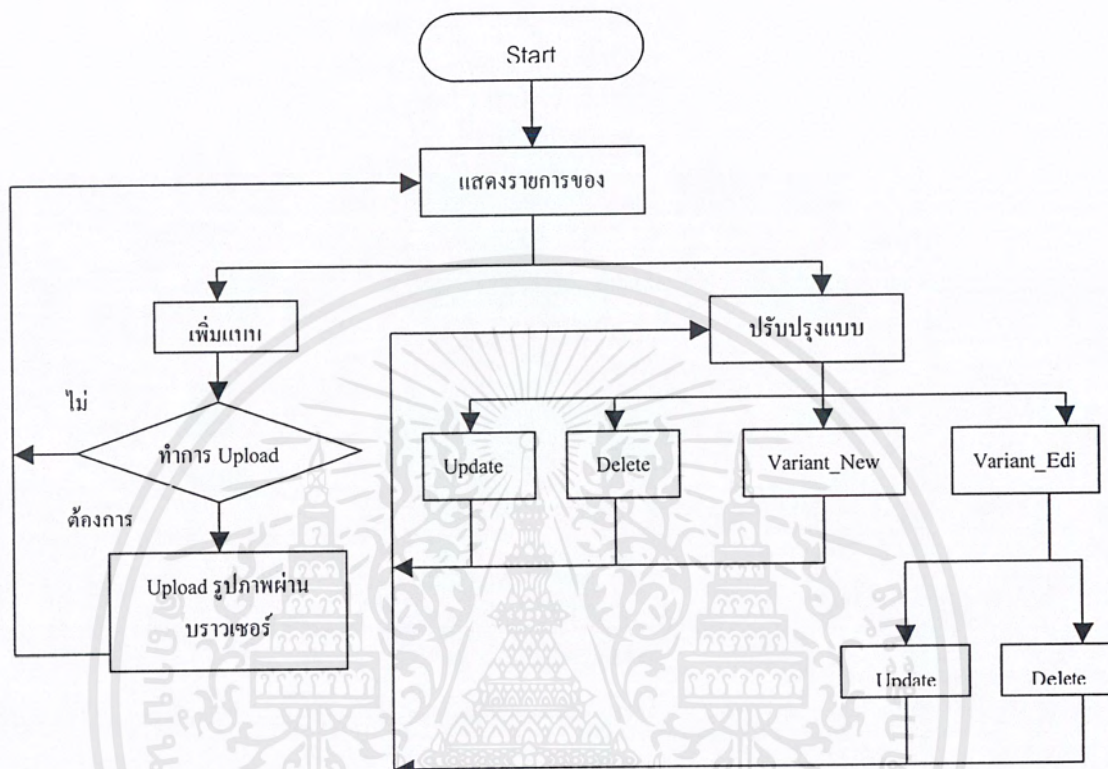 Start
แสดงรายการของ
เพิ่มแบบ
ปรับปรุงแบบ
ไม่
ทำการ Upload
Update
Delete
Variant_New
Variant_Edi
ต้องการ
Upload รูปภาพผ่าน
บราวเซอร์
Update
Delete